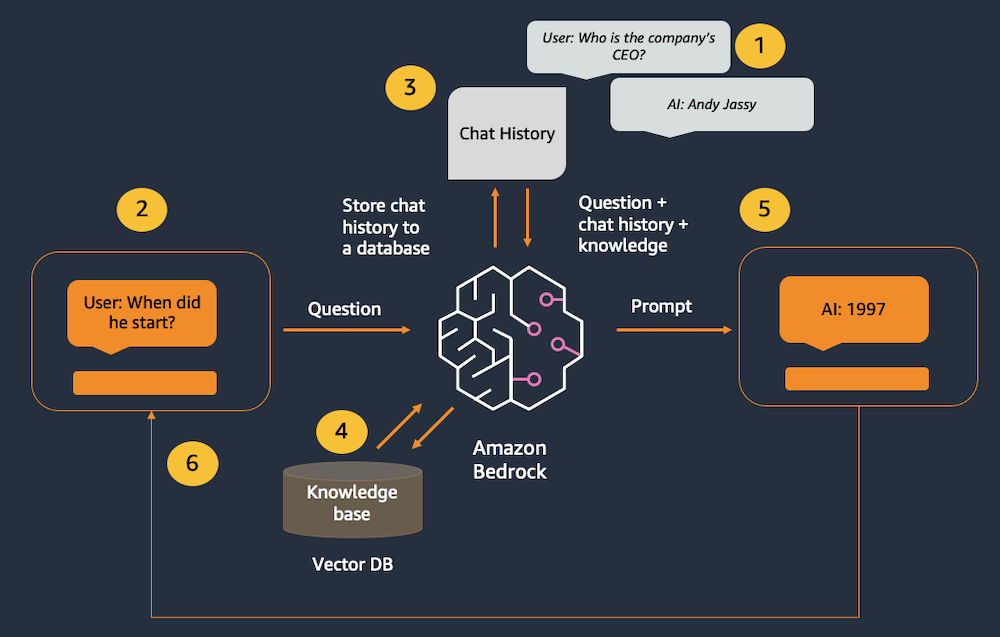 User: Who is the company's
CEO?
1
AI: Andy Jassy
3
Chat History
2
Store chat
history to
a database
Question +
chat history +
knowledge
5
User: When did
he start?
Question
Prompt
AI: 1997
4
6
Amazon
Bedrock
Knowledge
base
Vector DB